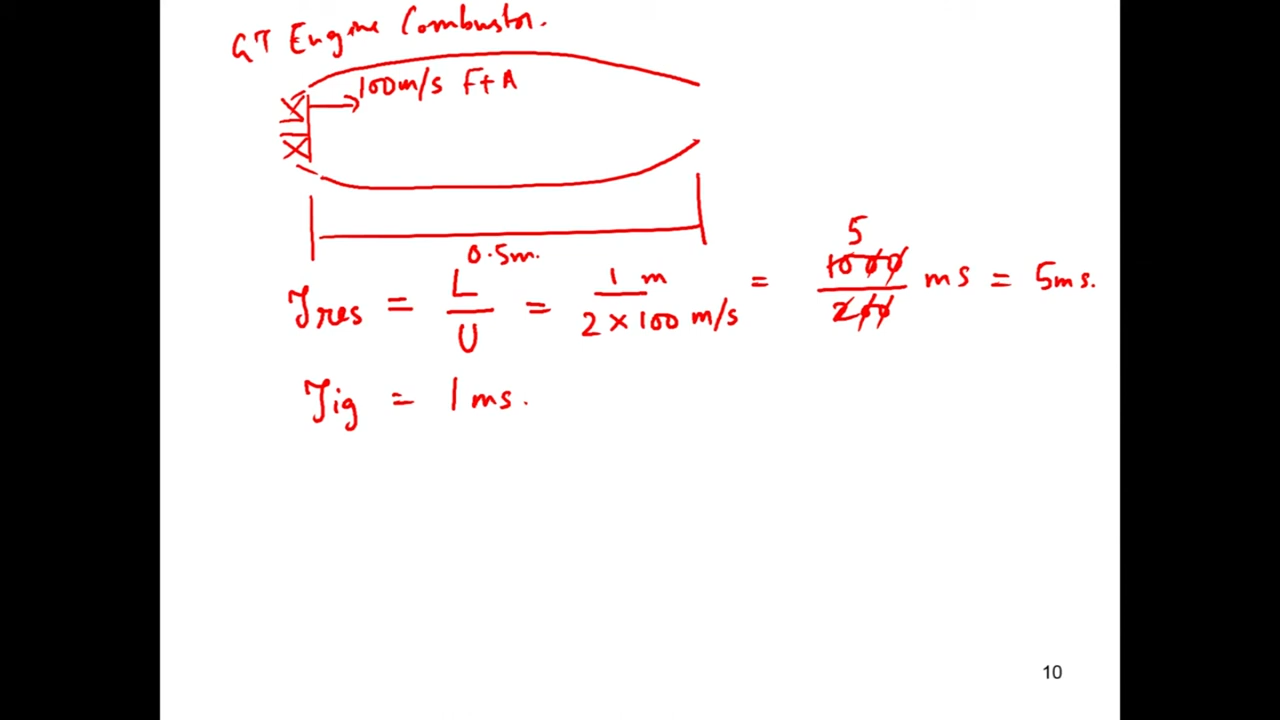 GT Engine Combustor.
100m/s F+A
0.5m.
τres = L/U = 1 m / 2 × 100 m/s = 1000/200 5 ms = 5ms.
τig = 1 ms.
10